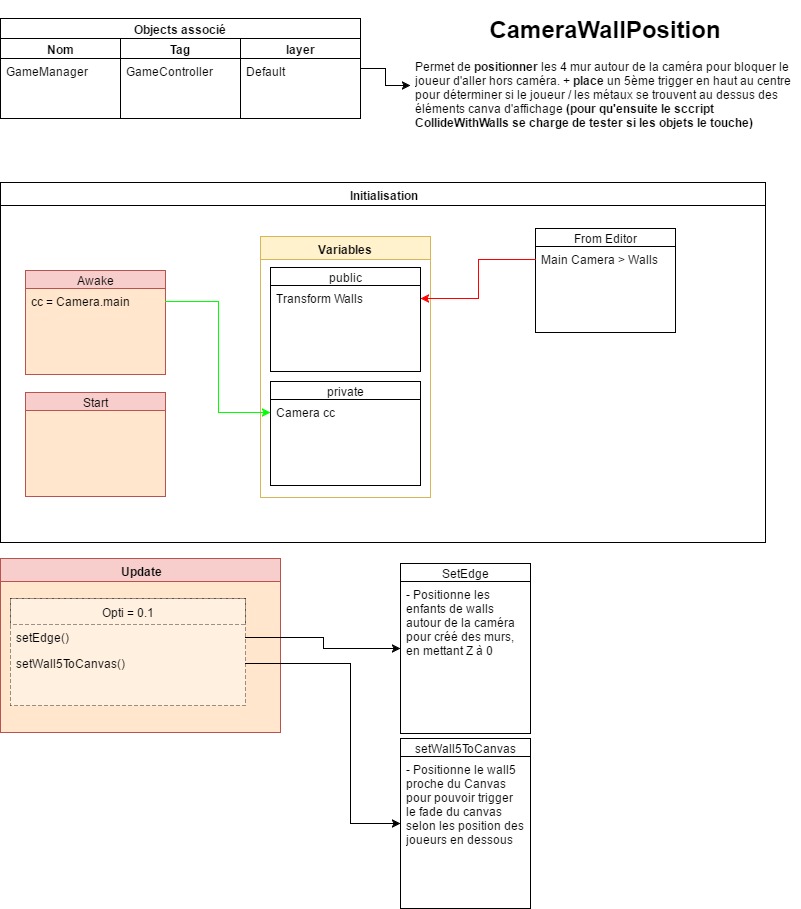 Objects associé
Nom Tag layer
GameManager GameController Default
CameraWallPosition
Permet de positionner les 4 mur autour de la caméra pour bloquer le
joueur d'aller hors caméra. + place un 5ème trigger en haut au centre
pour déterminer si le joueur / les métaux se trouvent au dessus des
éléments canva d'affichage (pour qu'ensuite le sccript
CollideWithWalls se charge de tester si les objets le touche)
Initialisation
Awake
cc = Camera.main
Start
Variables
public
Transform Walls
private
Camera cc
From Editor
Main Camera > Walls
Update
Opti = 0.1
setEdge()
setWall5ToCanvas()
SetEdge
- Positionne les
enfants de walls
autour de la caméra
pour créé des murs,
en mettant Z à 0
setWall5ToCanvas
- Positionne le wall5
proche du Canvas
pour pouvoir trigger
le fade du canvas
selon les position des
joueurs en dessous